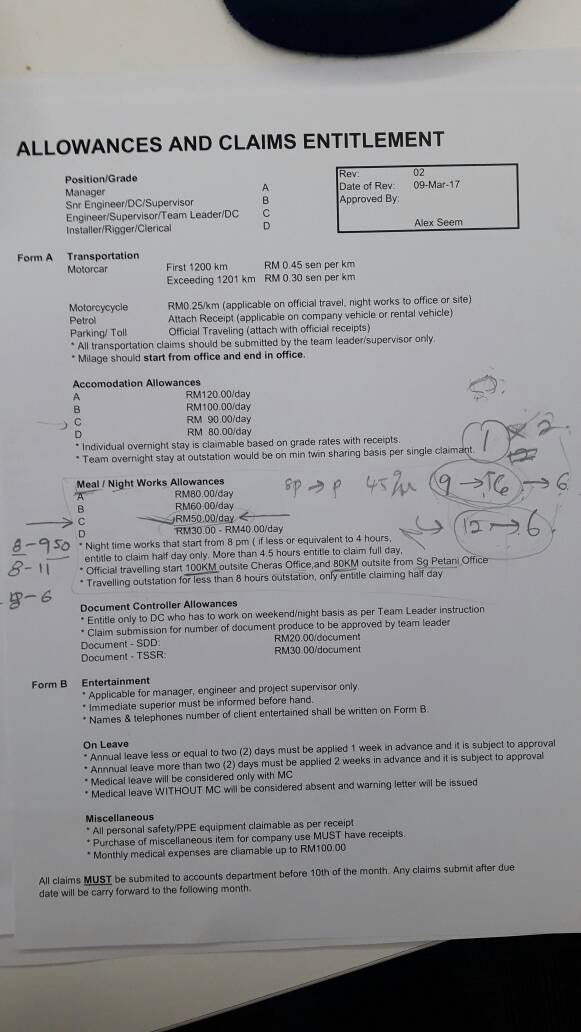 ALLOWANCES AND CLAIMS ENTITLEMENT
Position/Grade
Manager A
Snr Engineer/DC/Supervisor B
Engineer/Supervisor/Team Leader/DC C
Installer/Rigger/Clerical D
Rev: 02
Date of Rev: 09-Mar-17
Approved By:
Alex Seem
Form A Transportation
Motorcar First 1200 km RM 0.45 sen per km
Exceeding 1201 km RM 0.30 sen per km
Motorcycycle RM0.25/km (applicable on official travel, night works to office or site)
Petrol Attach Receipt (applicable on company vehicle or rental vehicle)
Parking/ Toll Official Traveling (attach with official receipts)
* All transportation claims should be submitted by the team leader/supervisor only.
* Milage should start from office and end in office.
Accomodation Allowances
A RM120.00/day
B RM100.00/day
C RM 90.00/day
D RM 80.00/day
* Individual overnight stay is claimable based on grade rates with receipts.
* Team overnight stay at outstation would be on min twin sharing basis per single claimant.
1 2
Meal / Night Works Allowances
A RM80.00/day
B RM60.00/day
C RM50.00/day
D RM30.00 - RM40.00/day
8p → 9 → → 6
12 → 6
8-950
8-11
-6
* Night time works that start from 8 pm ( if less or equivalent to 4 hours,
entitle to claim half day only. More than 4.5 hours entitle to claim full day,
* Official travelling start 100KM outsite Cheras Office,and 80KM outsite from Sg Petani Office
* Travelling outstation for less than 8 hours outstation, only entitle claiming half day
Document Controller Allowances
* Entitle only to DC who has to work on weekend/night basis as per Team Leader instruction
* Claim submission for number of document produce to be approved by team leader
Document - SDD: RM20.00/document
Document - TSSR: RM30.00/document
Form B Entertainment
* Applicable for manager, engineer and project supervisor only.
* Immediate superior must be informed before hand.
* Names & telephones number of client entertained shall be written on Form B.
On Leave
* Annual leave less or equal to two (2) days must be applied 1 week in advance and it is subject to approval
* Annnual leave more than two (2) days must be applied 2 weeks in advance and it is subject to approval
* Medical leave will be considered only with MC
* Medical leave WITHOUT MC will be considered absent and warning letter will be issued
Miscellaneous
* All personal safety/PPE equipment claimable as per receipt
* Purchase of miscellaneous item for company use MUST have receipts.
* Monthly medical expenses are cliamable up to RM100.00
All claims MUST be submited to accounts department before 10th of the month. Any claims submit after due
date will be carry forward to the following month.